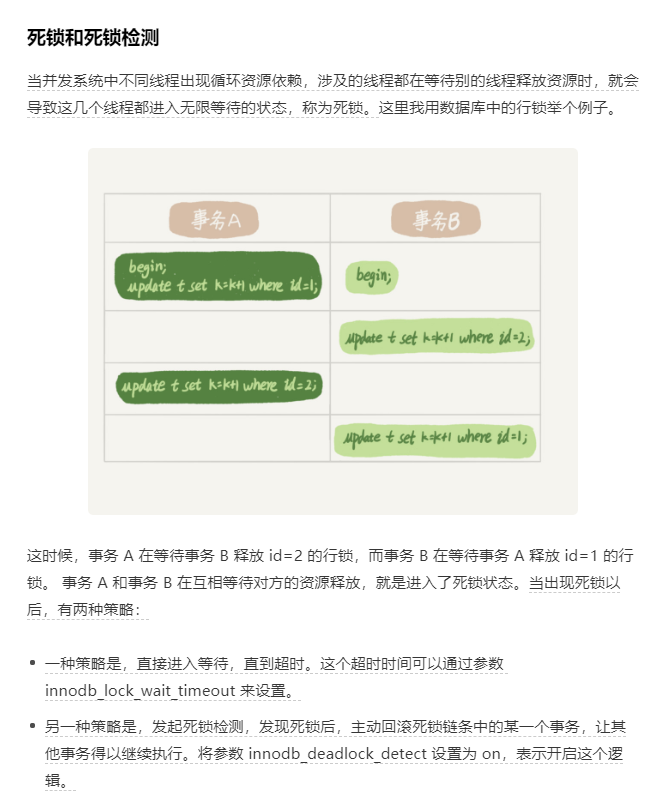 死锁和死锁检测
当并发系统中不同线程出现循环资源依赖，涉及的线程都在等待别的线程释放资源时，就会
导致这几个线程都进入无限等待的状态，称为死锁。这里我用数据库中的行锁举个例子。
事务A
事务B
begin;
update t set k=k+1 where id=1;
begin;
update t set k=k+1 where id=2;
update t set k=k+1 where id=2;
update t set k=k+1 where id=1;
这时候，事务 A 在等待事务 B 释放 id=2 的行锁，而事务 B 在等待事务 A 释放 id=1 的行
锁。 事务 A 和事务 B 在互相等待对方的资源释放，就是进入了死锁状态。当出现死锁以
后，有两种策略：
一种策略是，直接进入等待，直到超时。这个超时时间可以通过参数
innodb_lock_wait_timeout 来设置。
另一种策略是，发起死锁检测，发现死锁后，主动回滚死锁链条中的某一个事务，让其
他事务得以继续执行。将参数 innodb_deadlock_detect 设置为 on，表示开启这个逻
辑。